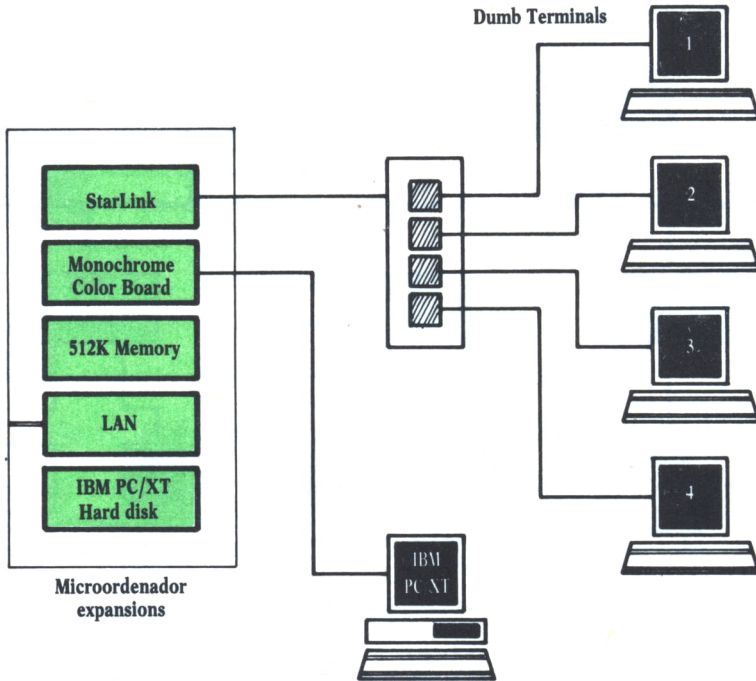 Dumb Terminals
1
StarLink
Monochrome
Color Board
2
512K Memory
3
LAN
IBM PC/XT
Hard disk
4
Microordenador
expansions
IBM
PC XT